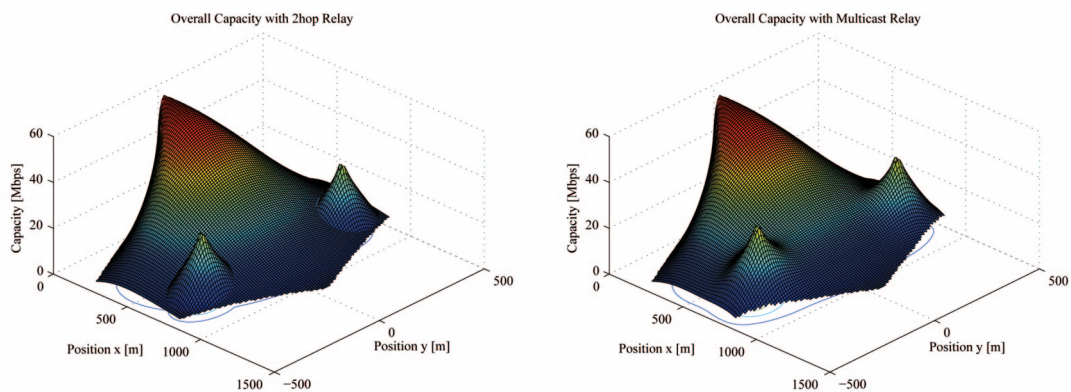 Overall Capacity with 2hop Relay
60
40
20
0
Capacity [Mbps]
0
500
1000
1500
Position x [m]
−500
0
500
Position y [m]
Overall Capacity with Multicast Relay
60
40
20
0
Capacity [Mbps]
0
500
1000
1500
Position x [m]
−500
0
500
Position y [m]